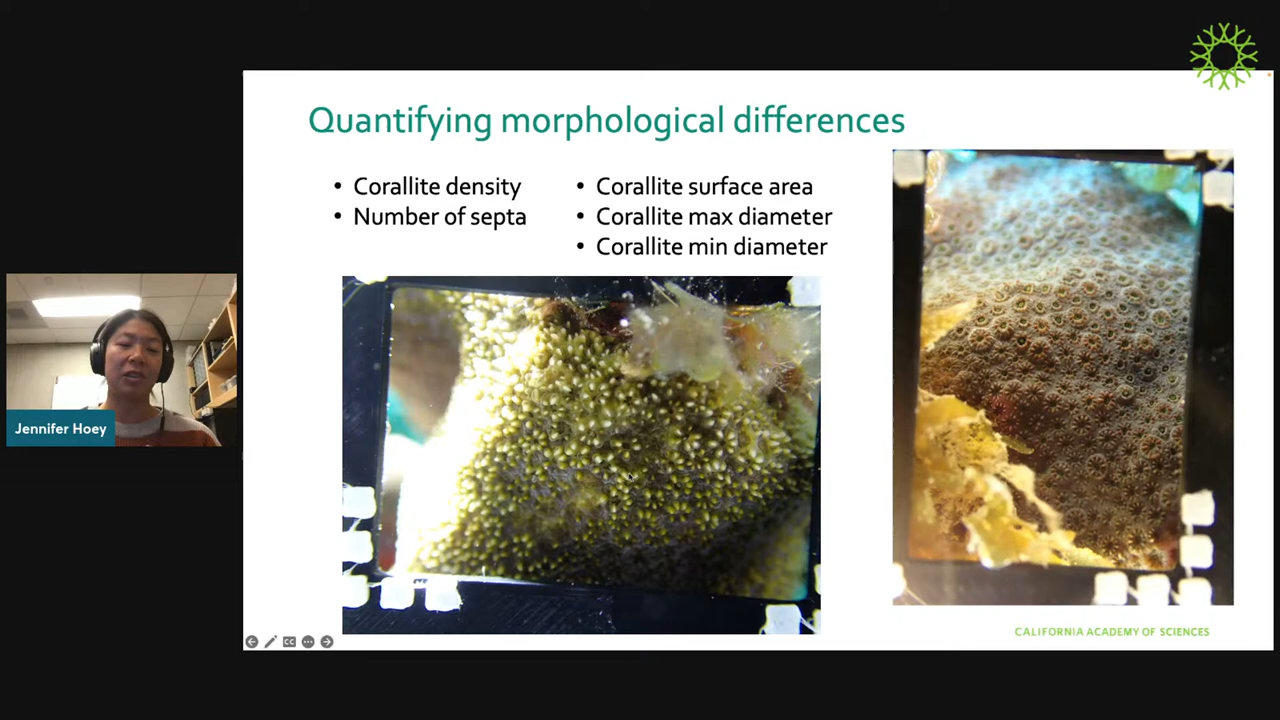 Quantifying morphological differences
• Corallite density
• Number of septa
• Corallite surface area
• Corallite max diameter
• Corallite min diameter
Jennifer Hoey
CALIFORNIA ACADEMY OF SCIENCES
CC